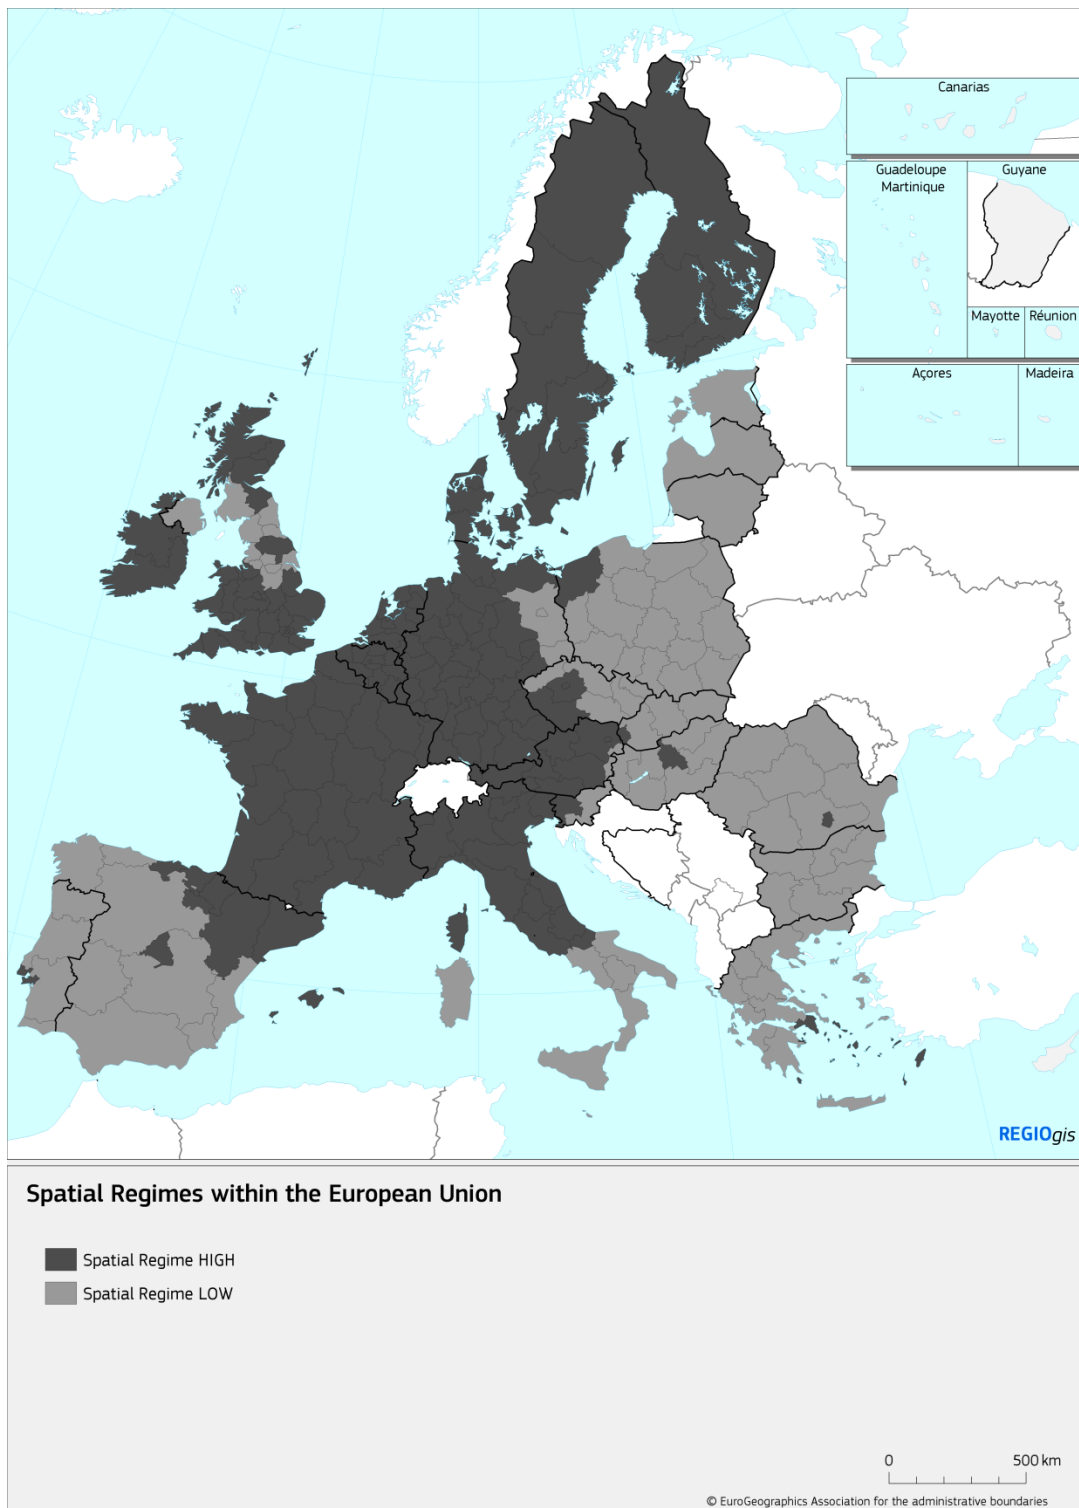 Canarias
Guadeloupe
Martinique
Guyane
Mayotte
Réunion
Açores
Madeira
REGIOgis
Spatial Regimes within the European Union
Spatial Regime HIGH
Spatial Regime LOW
0 500 km
© EuroGeographics Association for the administrative boundaries